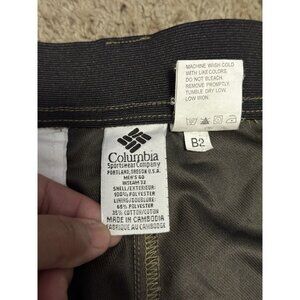 MACHINE WASH COLD
WITH LIKE COLORS.
DO NOT BLEACH.
REMOVE PROMPTLY.
TUMBLE DRY LOW.
LOW IRON.
B2
Columbia
Sportswear Company
PORTLAND, OREGON U.S.A.
MEN'S 40
INSEAM 32
SHELL/EXTERIOR:
100% POLYESTER
LINING/DOUBLURE:
65% POLYESTER
35% COTTON/COTON
MADE IN CAMBODIA
FABRIQUE AU CAMBODGE